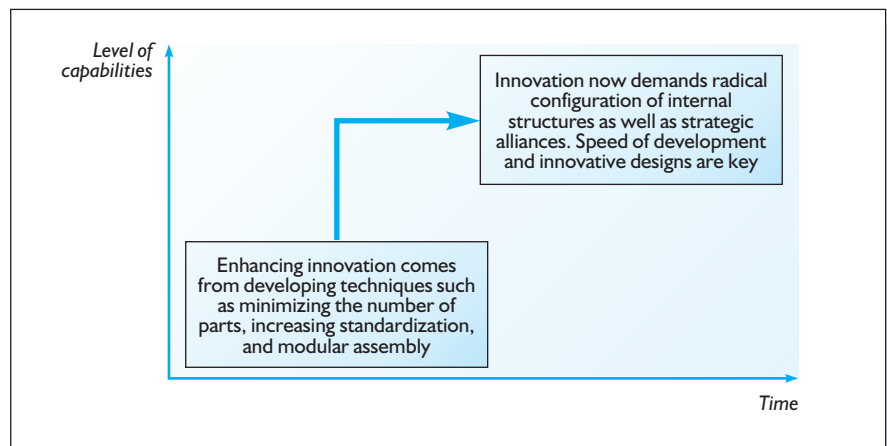 Level of
capabilities
Innovation now demands radical
configuration of internal
structures as well as strategic
alliances. Speed of development
and innovative designs are key
Enhancing innovation comes
from developing techniques such
as minimizing the number of
parts, increasing standardization,
and modular assembly
Time